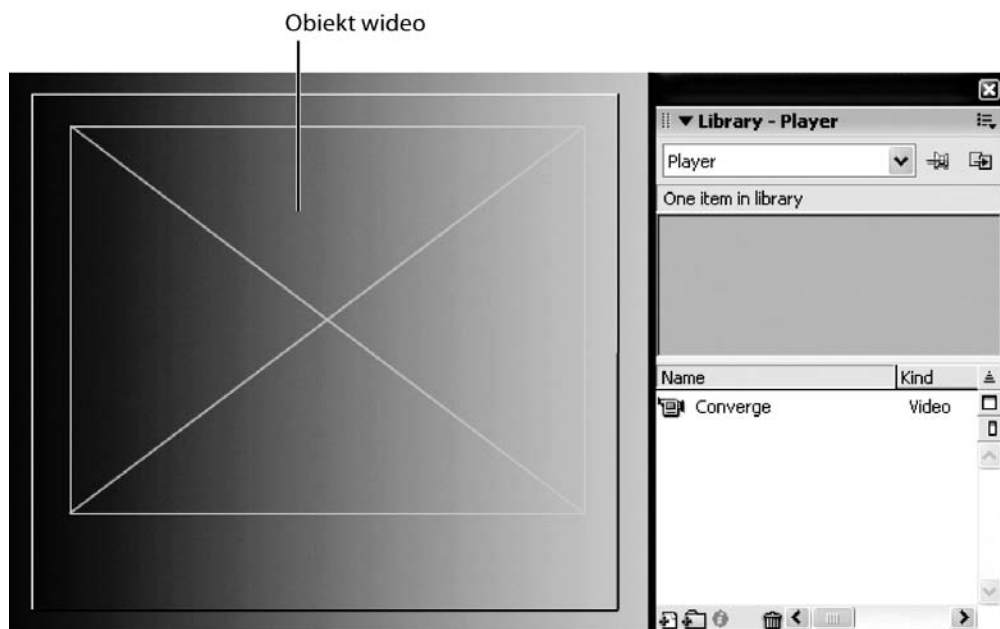 Obiekt wideo
Library - Player
Player
One item in library
Name Kind
Converge Video